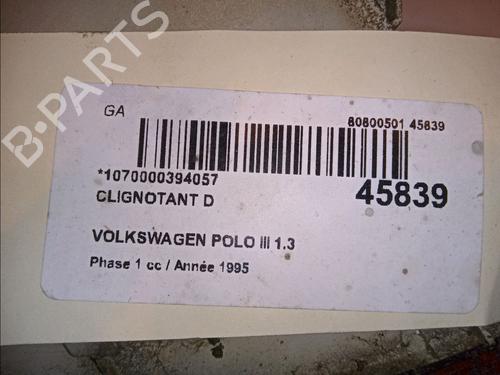 B-PARTS
GA
80800501 45839
*1070000394057
45839
CLIGNOTANT D
VOLKSWAGEN POLO III 1.3
Phase 1 cc / Année 1995